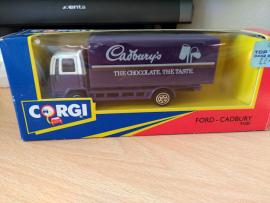 Cadbury's
THE CHOCOLATE. THE TASTE.
CORGI
FORD - CADBURY